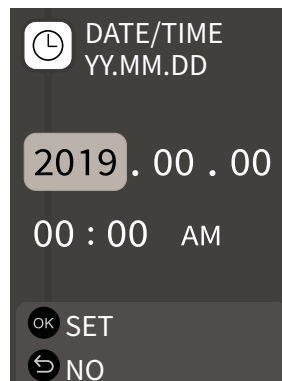 DATE/TIME
YY.MM.DD
2019 . 00 . 00
00 : 00 AM
OK SET
NO